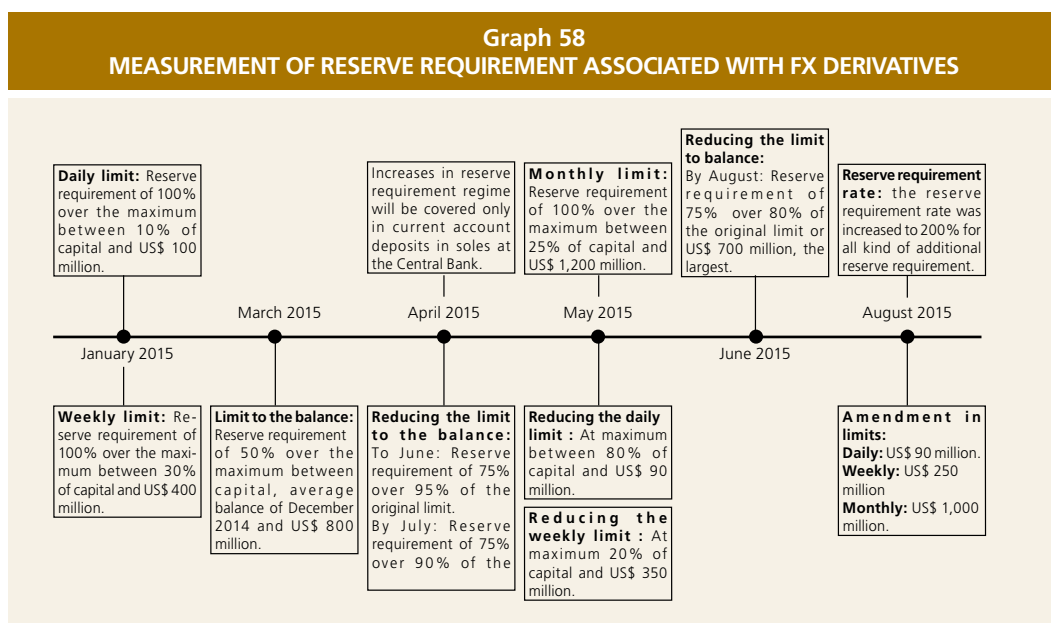 Graph 58
MEASUREMENT OF RESERVE REQUIREMENT ASSOCIATED WITH FX DERIVATIVES
Daily limit: Reserve
requirement of 100%
over the maximum
between 10% of
capital and US$ 100
million.
Increases in reserve
requirement regime
will be covered only
in current account
deposits in soles at
the Central Bank.
Monthly limit:
Reserve requirement
of 100% over the
maximum between
25% of capital and
US$ 1,200 million.
Reducing the limit
to balance:
By August: Reserve
requirement of
75% over 80% of
the original limit or
US$ 700 million, the
largest.
Reserve requirement
rate: the reserve
requirement rate was
increased to 200% for
all kind of additional
reserve requirement.
January 2015
March 2015
April 2015
May 2015
June 2015
August 2015
Weekly limit: Re-
serve requirement of
100% over the maxi-
mum between 30%
of capital and US$ 400
million.
Limit to the balance:
Reserve requirement
of 50% over the
maximum between
capital, average
balance of December
2014 and US$ 800
million.
Reducing the limit
to the balance:
To June: Reserve
requirement of 75%
over 95% of the
original limit.
By July: Reserve
requirement of 75%
over 90% of the
Reducing the daily
limit : At maximum
between 80% of
capital and US$ 90
million.
Reducing the
weekly limit : At
maximum 20% of
capital and US$ 350
million.
Amendment in
limits:
Daily: US$ 90 million.
Weekly: US$ 250
million
Monthly: US$ 1,000
million.